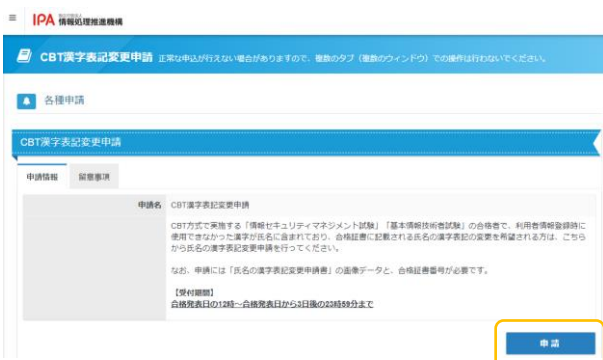 ≡ IPA 独立行政法人 情報処理推進機構
CBT漢字表記変更申請 正常な申込が行えない場合がありますので、複数のタブ（複数のウィンドウ）での操作は行わないでください。
各種申請
CBT漢字表記変更申請
申請情報 留意事項
申請名 CBT漢字表記変更申請
CBT方式で実施する「情報セキュリティマネジメント試験」「基本情報技術者試験」の合格者で、利用者情報登録時に
使用できなかった漢字が氏名に含まれており、合格証書に記載される氏名の漢字表記の変更を希望される方は、こちら
から氏名の漢字表記変更申請を行ってください。
なお、申請には「氏名の漢字表記変更申請書」の画像データと、合格証書番号が必要です。
【受付期間】
合格発表日の12時～合格発表日から3日後の23時59分まで
申請